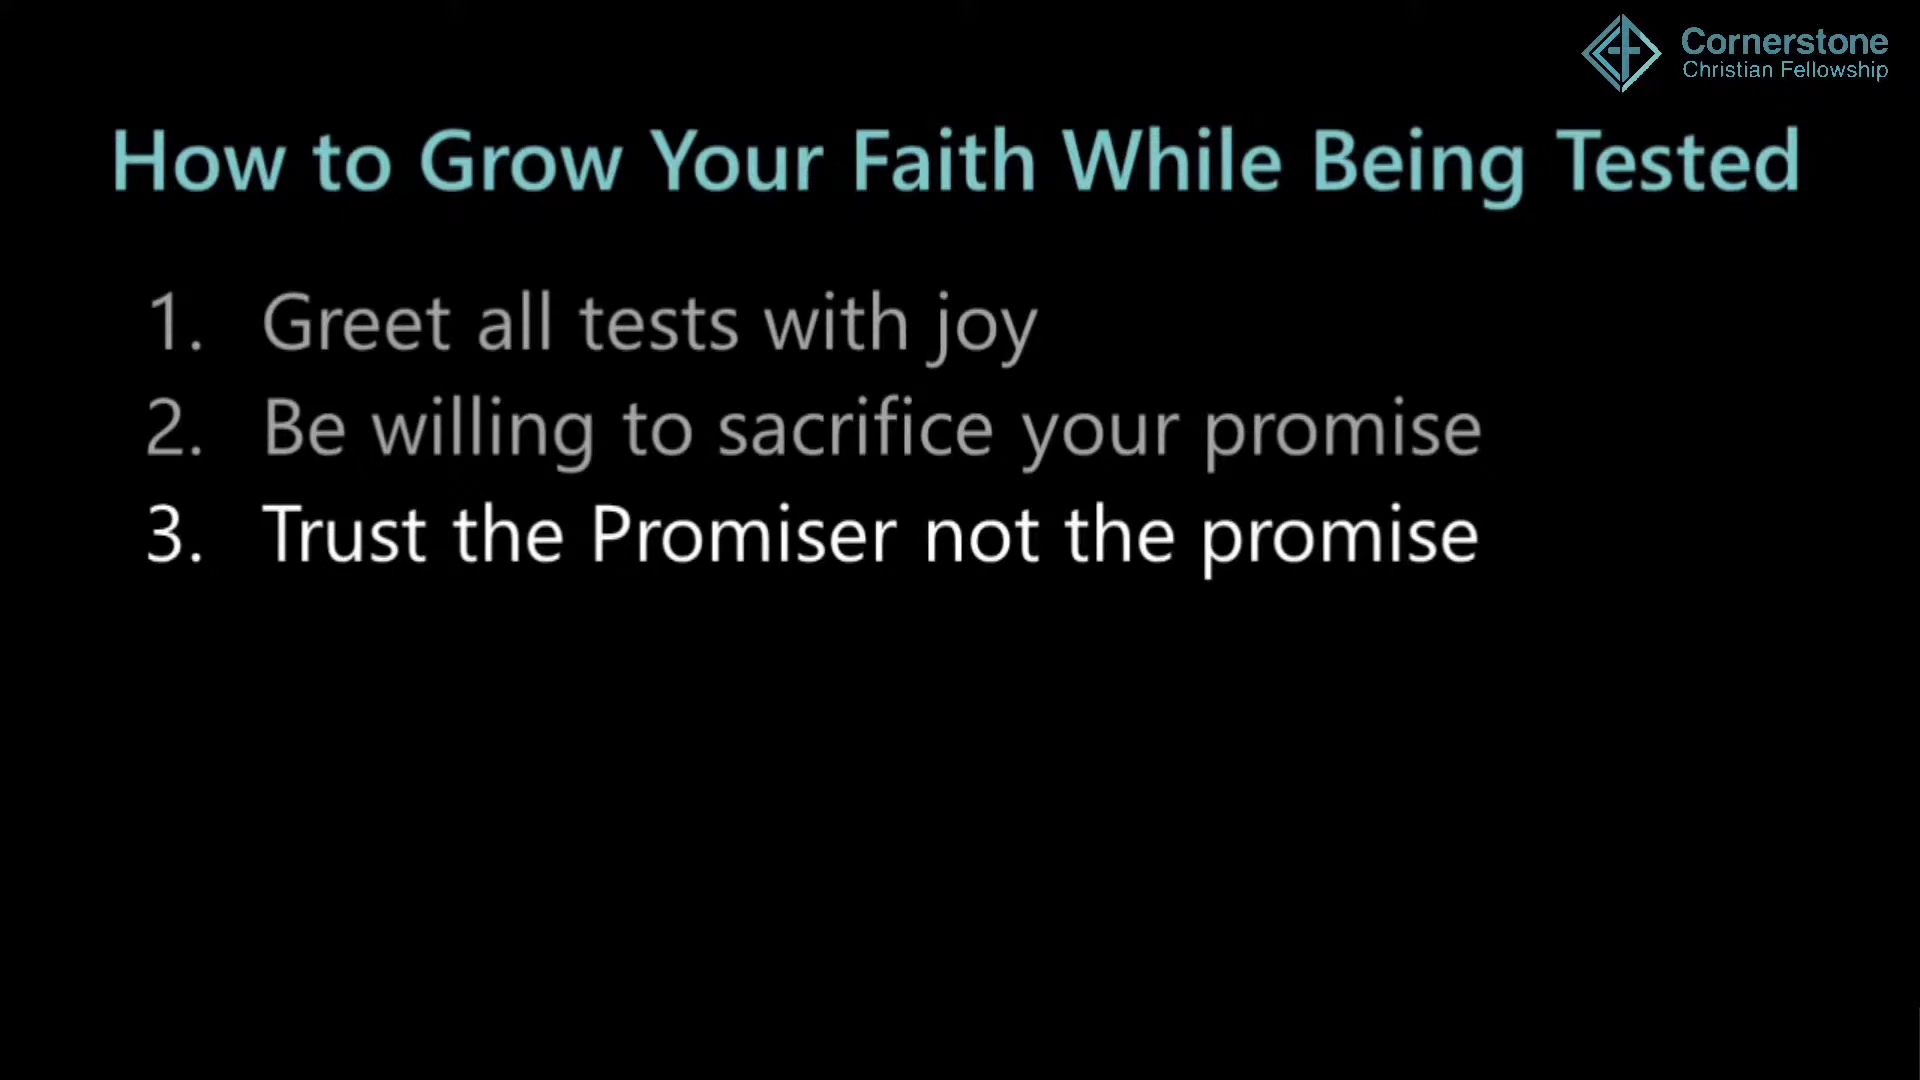 Cornerstone
Christian Fellowship
How to Grow Your Faith While Being Tested
1. Greet all tests with joy
2. Be willing to sacrifice your promise
3. Trust the Promiser not the promise